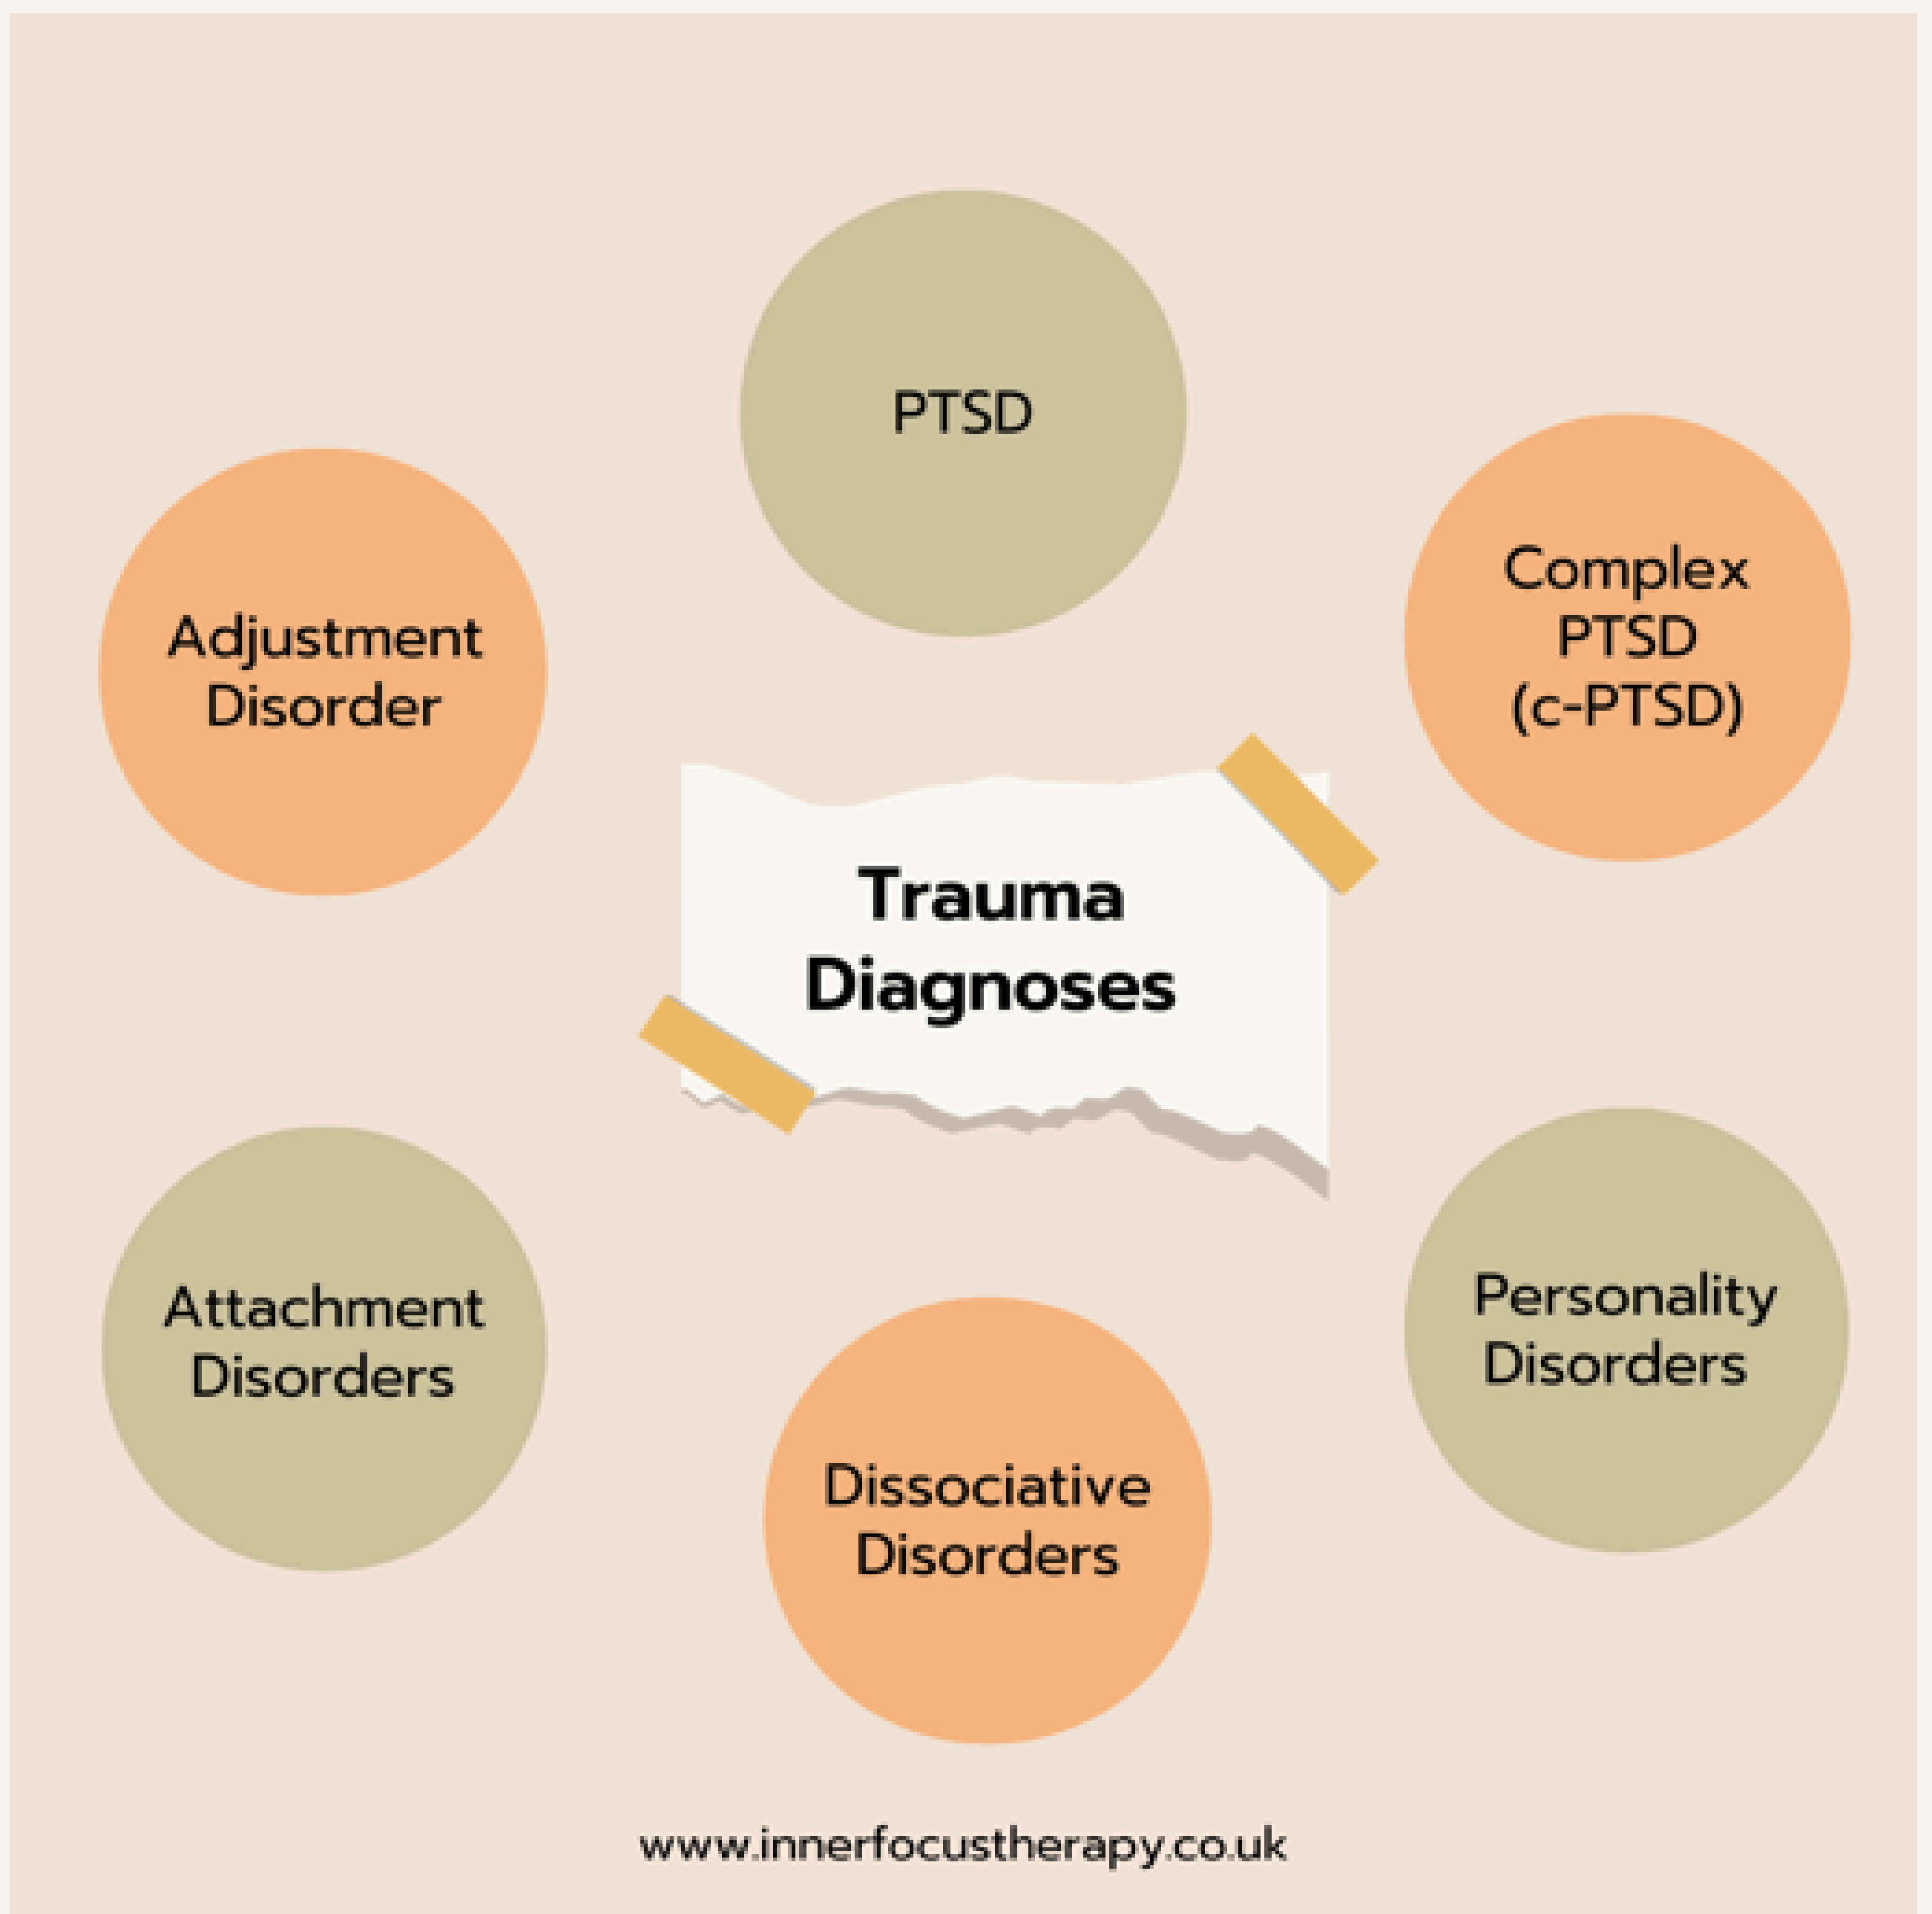 PTSD
Adjustment
Disorder
Complex
PTSD
(c-PTSD)
Trauma
Diagnoses
Attachment
Disorders
Personality
Disorders
Dissociative
Disorders
www.innerfocustherapy.co.uk